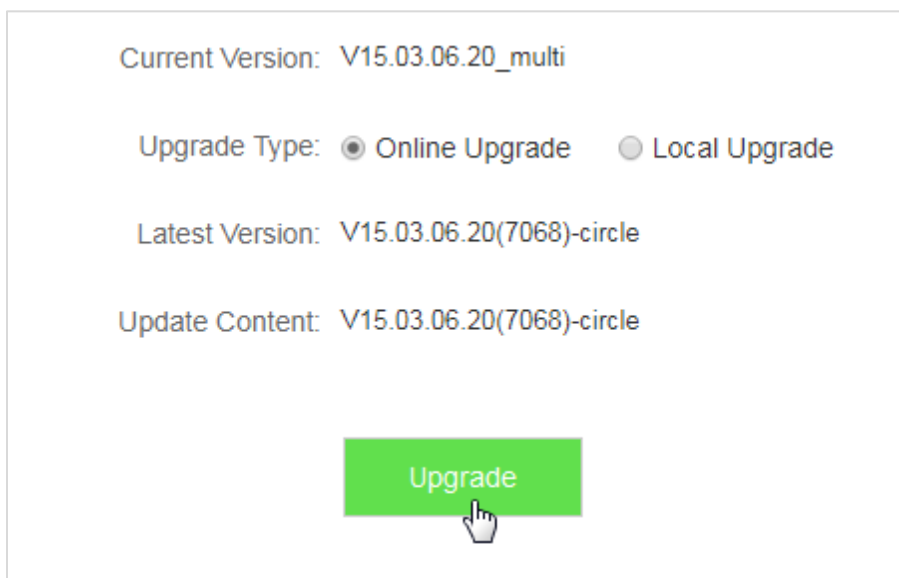 Current Version: V15.03.06.20_multi
Upgrade Type: Online Upgrade Local Upgrade
Latest Version: V15.03.06.20(7068)-circle
Update Content: V15.03.06.20(7068)-circle
Upgrade